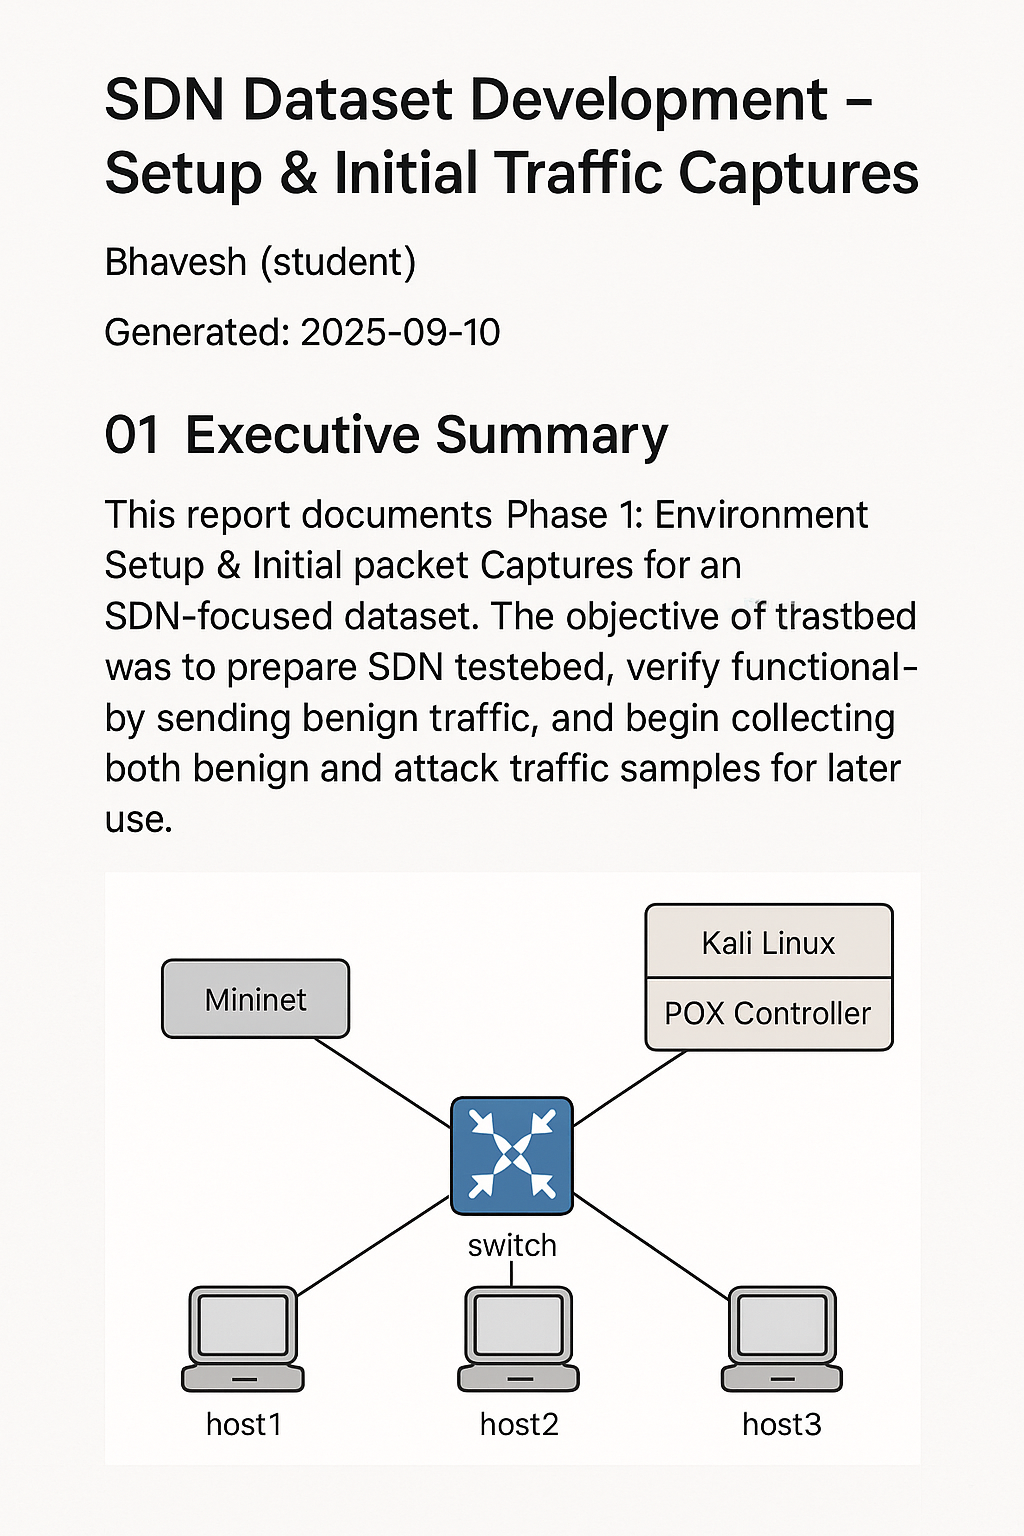 SDN Dataset Development –
Setup & Initial Traffic Captures
Bhavesh (student)
Generated: 2025-09-10
01 Executive Summary
This report documents Phase 1: Environment
Setup & Initial packet Captures for an
SDN-focused dataset. The objective of trastbed
was to prepare SDN testebed, verify functional-
by sending benign traffic, and begin collecting
both benign and attack traffic samples for later
use.
Kali Linux
Mininet
POX Controller
switch
host1
host2
host3